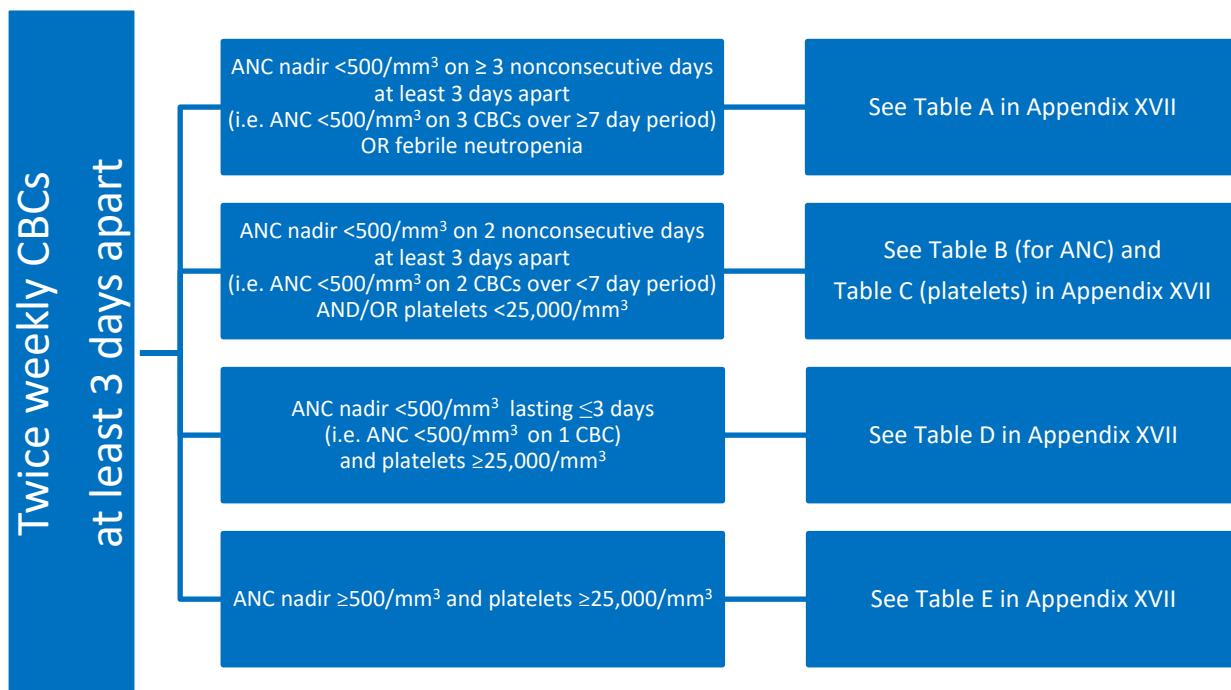 Twice weekly CBCs
at least 3 days apart
ANC nadir <500/mm³ on ≥ 3 nonconsecutive days
at least 3 days apart
(i.e. ANC <500/mm³ on 3 CBCs over ≥7 day period)
OR febrile neutropenia
See Table A in Appendix XVII
ANC nadir <500/mm³ on 2 nonconsecutive days
at least 3 days apart
(i.e. ANC <500/mm³ on 2 CBCs over <7 day period)
AND/OR platelets <25,000/mm³
See Table B (for ANC) and
Table C (platelets) in Appendix XVII
ANC nadir <500/mm³ lasting ≤3 days
(i.e. ANC <500/mm³ on 1 CBC)
and platelets ≥25,000/mm³
See Table D in Appendix XVII
ANC nadir ≥500/mm³ and platelets ≥25,000/mm³
See Table E in Appendix XVII